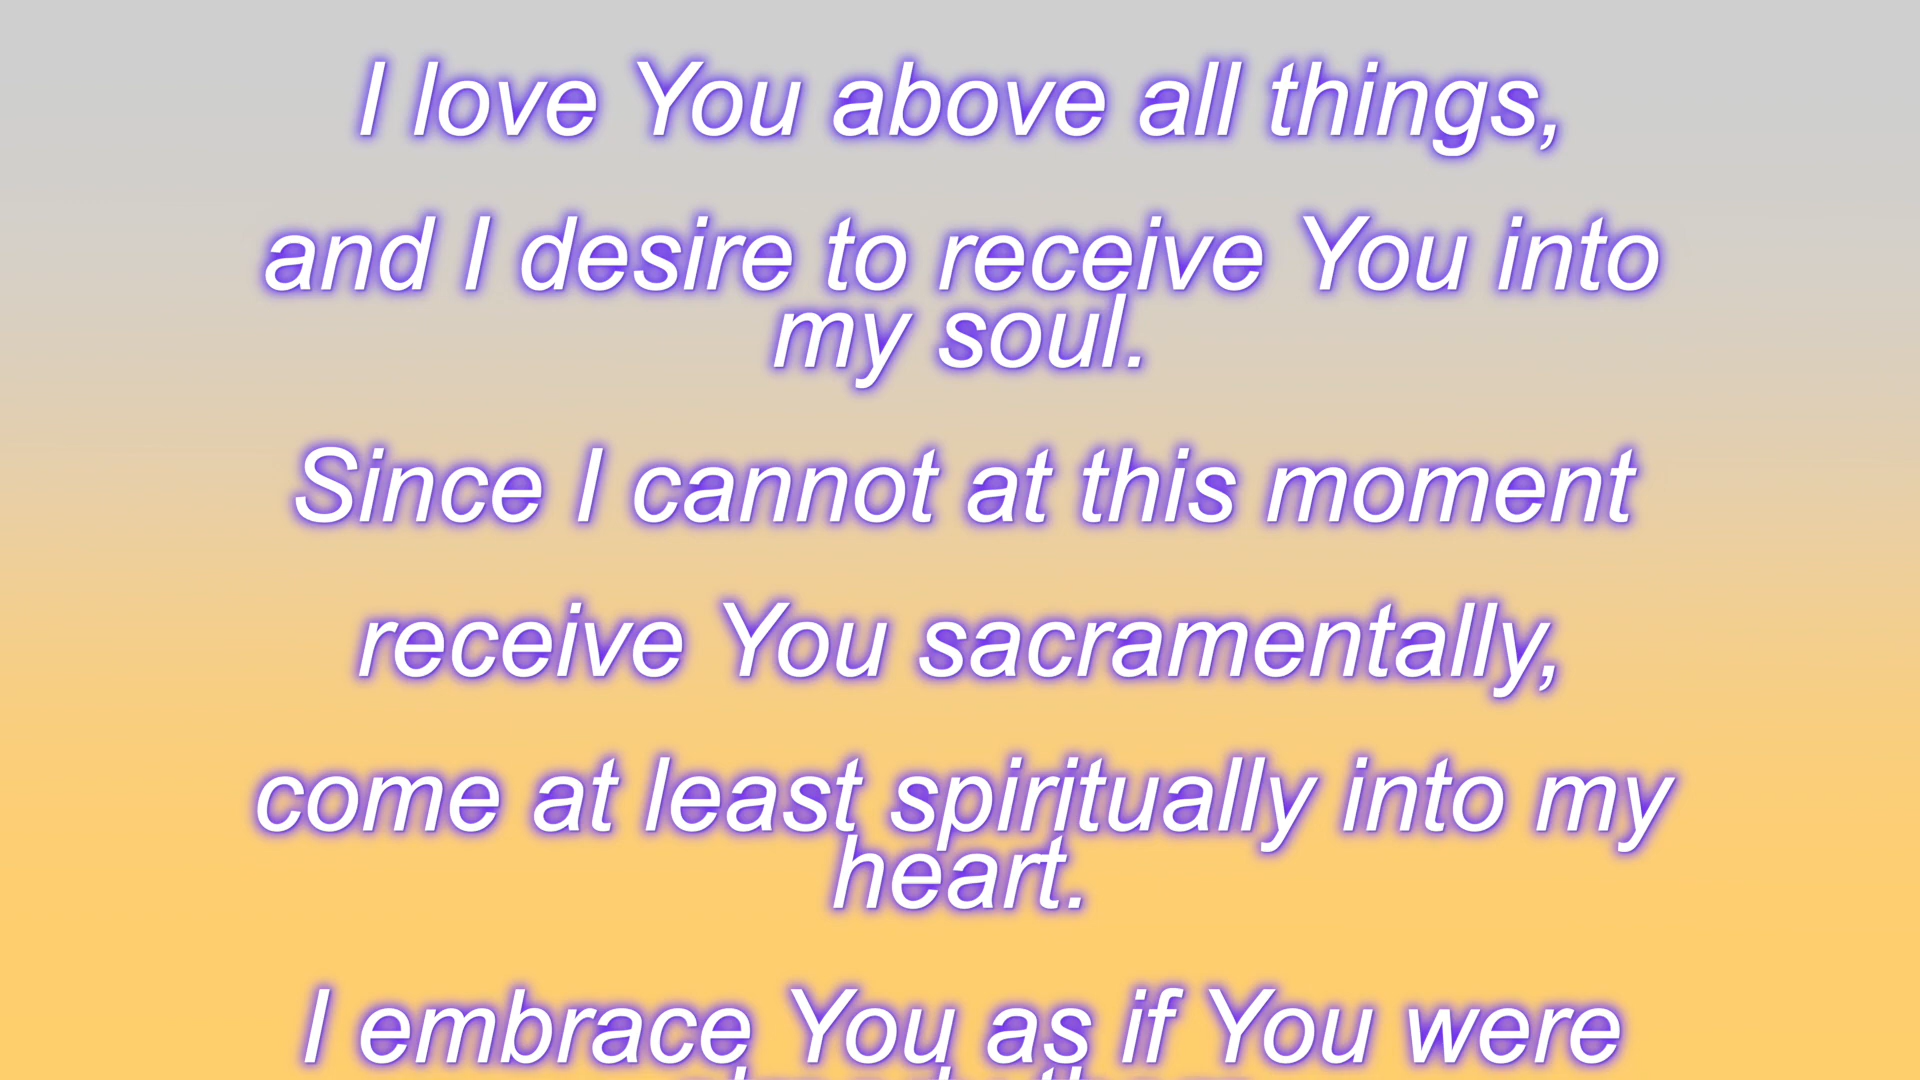 I love You above all things,
and I desire to receive You into
my soul.
Since I cannot at this moment
receive You sacramentally,
come at least spiritually into my
heart.
I embrace You as if You were